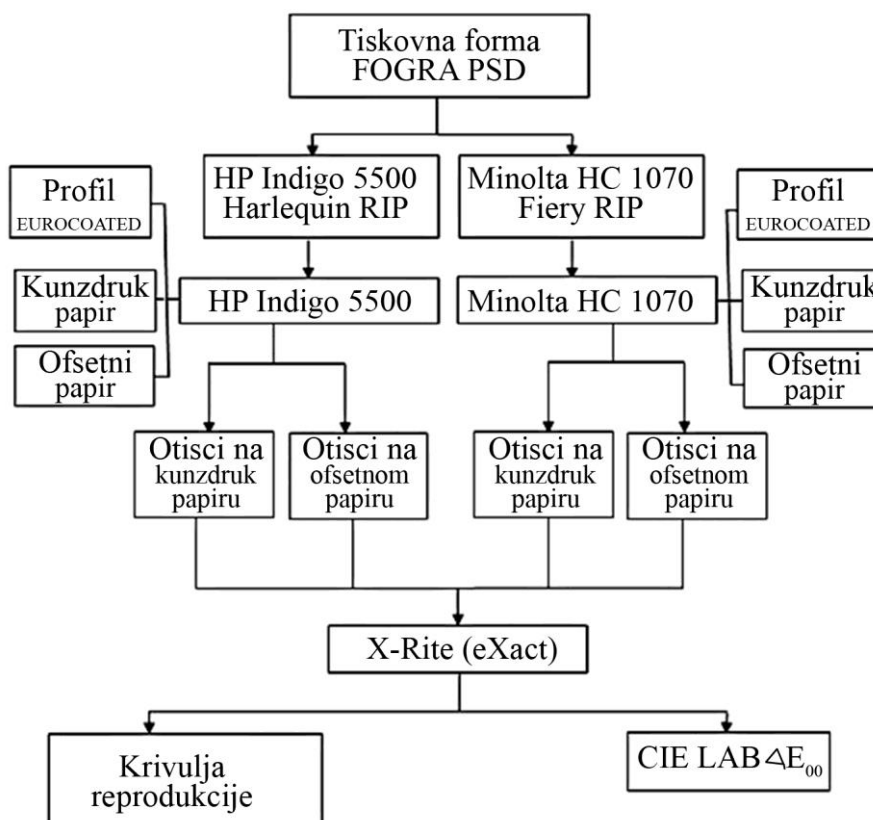 Tiskovna forma
FOGRA PSD
HP Indigo 5500
Harlequin RIP
Minolta HC 1070
Fiery RIP
Profil
EUROCOATED
Kunzdruk
papir
Ofsetni
papir
HP Indigo 5500
Minolta HC 1070
Profil
EUROCOATED
Kunzdruk
papir
Ofsetni
papir
Otisci na
kunzdruk
papiru
Otisci na
ofsetnom
papiru
Otisci na
kunzdruk
papiru
Otisci na
ofsetnom
papiru
X-Rite (eXact)
Krivulja
reprodukcije
CIE LAB ⊿E₀₀